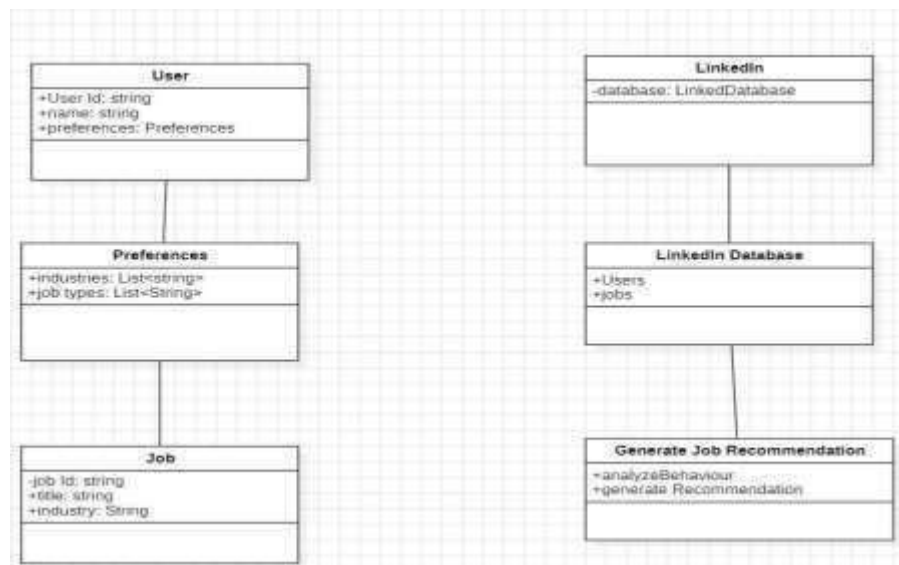 User
+User Id: string
+name: string
+preferences: Preferences
Preferences
+industries: List<string>
+job types: List<String>
Job
-job Id: string
+title: string
+industry: String
LinkedIn
-database: LinkedDatabase
LinkedIn Database
+Users
+jobs
Generate Job Recommendation
+analyzeBehaviour
+generate Recommendation